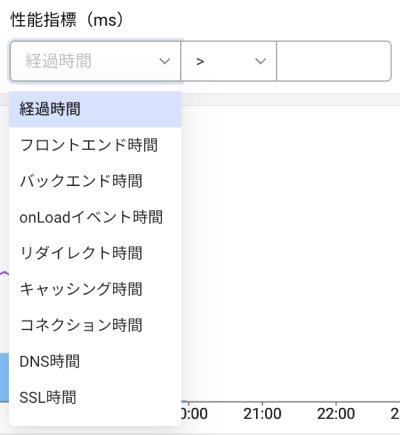 性能指標（ms）
経過時間 >
経過時間
フロントエンド時間
バックエンド時間
onLoadイベント時間
リダイレクト時間
キャッシング時間
コネクション時間
DNS時間
SSL時間
0:00 21:00 22:00 2